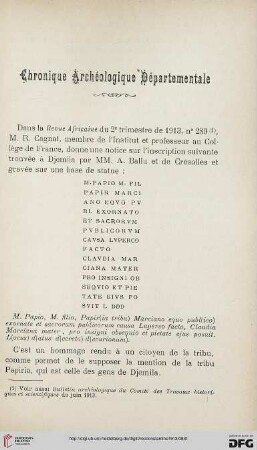 Chronique Archéologique Départementale
Dans la Revue Africaine du 2e trimestre de 1913, nº 289 (1),
M. R. Cagnat, membre de l'Institut et professeur au Col-
lège de France, donne une notice sur l'inscription suivante
trouvée à Djemila par MM. A. Ballu et de Crésolles et
gravée sur une base de statue :
M·PAPIO M. FIL
PAPIR MARCI
ANO EQVO PV
BL EXORNATO
ET SACRORVM
PVBLICORVM
CAVSA LVPERCO
FACTO
CLAVDIA MAR
CIANA MATER
PRO INSIGNI OB
SEQVIO ET PIE
TATE EIVS PO
SVIT L DDD
M. Papio, M. filio, Papir(ia tribu) Marciano equo publico)
exornato et sacrorum publicorum causa Luperco facto, Claudia
Marciana mater, pro insigni obsequio et pietate ejus posuit.
L(ocus) d(atus) d(ecreto) d(ecurionum).
C'est un hommage rendu à un citoyen de la tribu,
comme permet de le supposer la mention de la tribu
Papiria, qui est celle des gens de Djemila.
(1) Voir aussi Bulletin archéologique du Comité des Travaux histori-
ques et scientifiques de juin 1913.